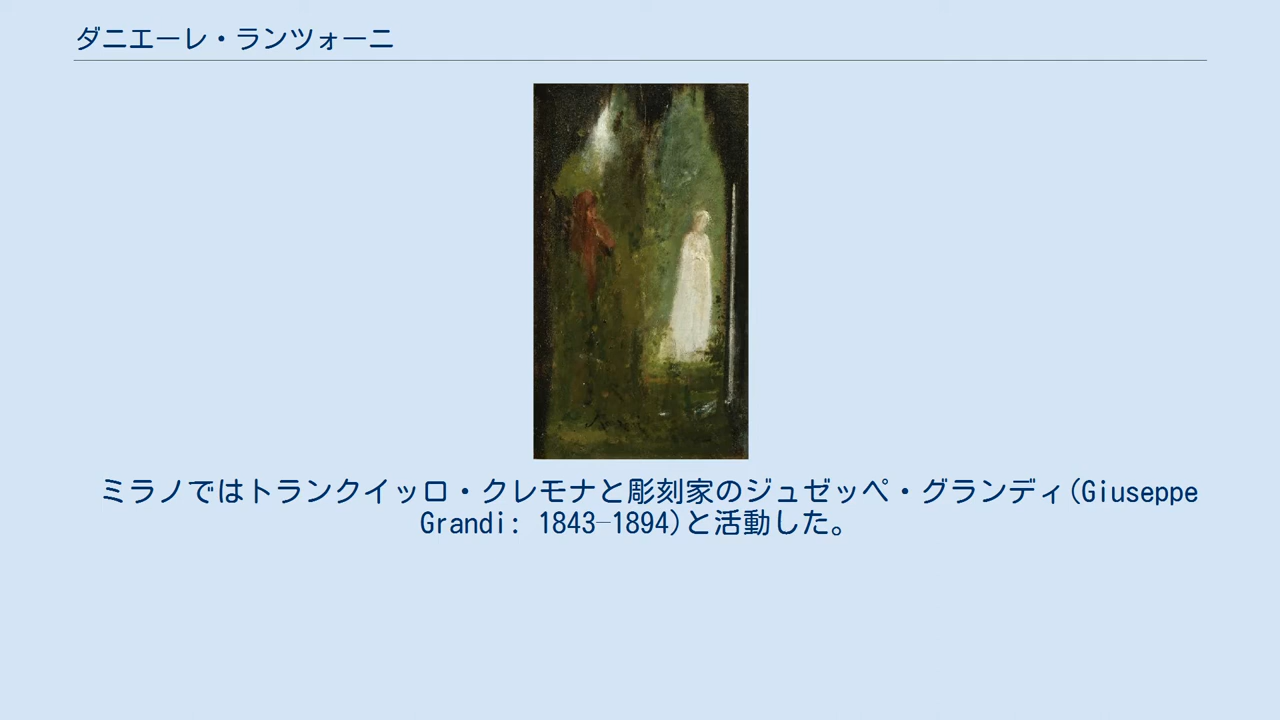 ダニエーレ・ランツォーニ
ミラノではトランクイッロ・クレモナと彫刻家のジュゼッペ・グランディ(Giuseppe
Grandi: 1843–1894)と活動した。